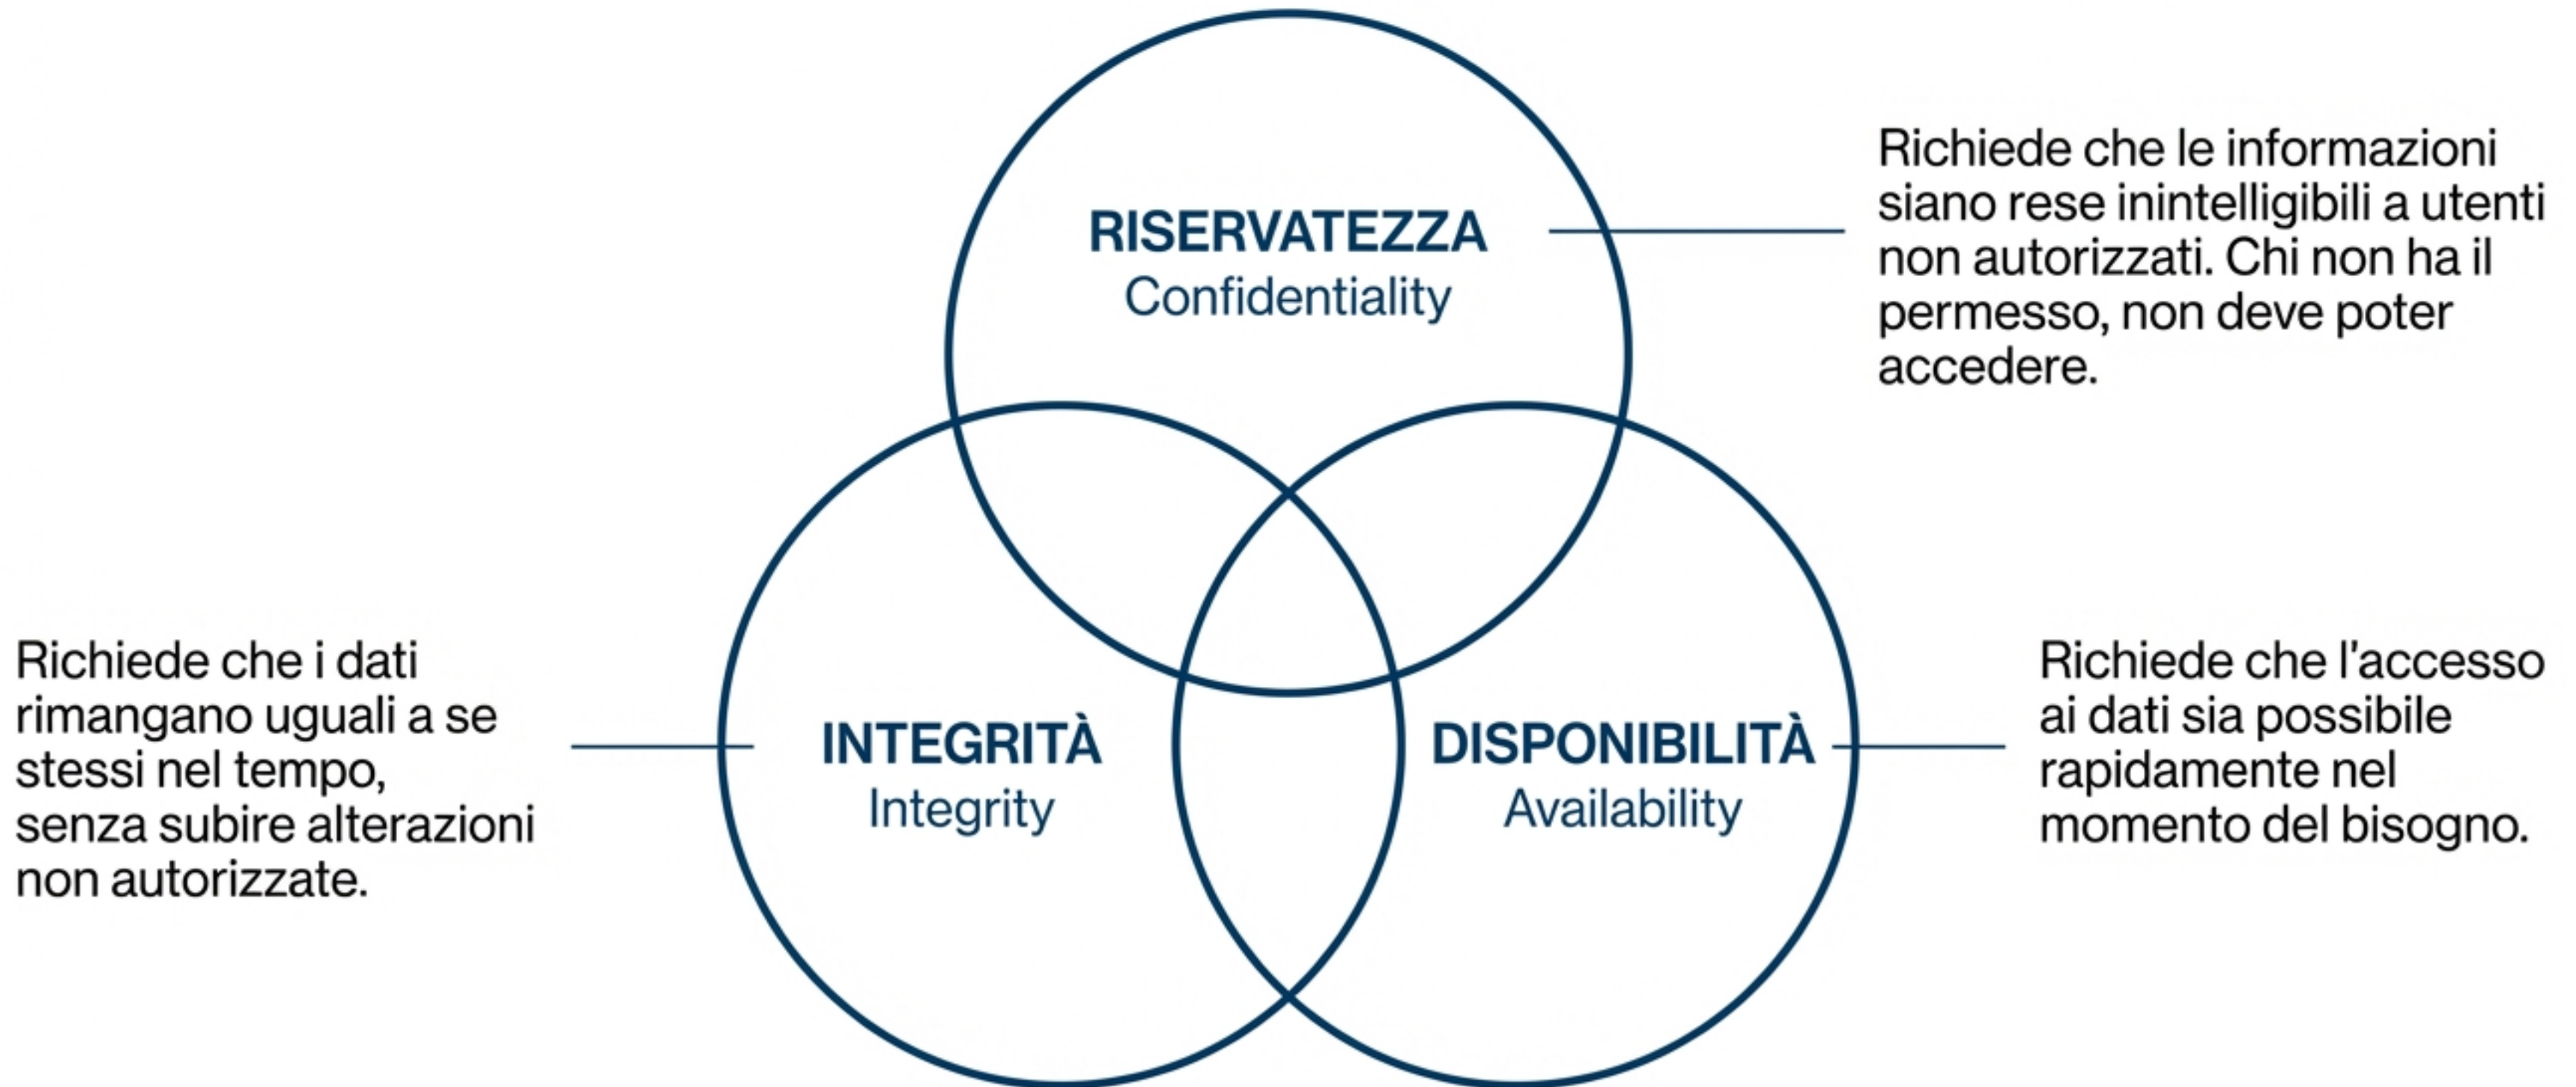 RISERVATEZZA
Confidentiality
Richiede che le informazioni
siano rese inintelligibili a utenti
non autorizzati. Chi non ha il
permesso, non deve poter
accedere.
Richiede che i dati
rimangano uguali a se
stessi nel tempo,
senza subire alterazioni
non autorizzate.
INTEGRITÀ
Integrity
DISPONIBILITÀ
Availability
Richiede che l'accesso
ai dati sia possibile
rapidamente nel
momento del bisogno.